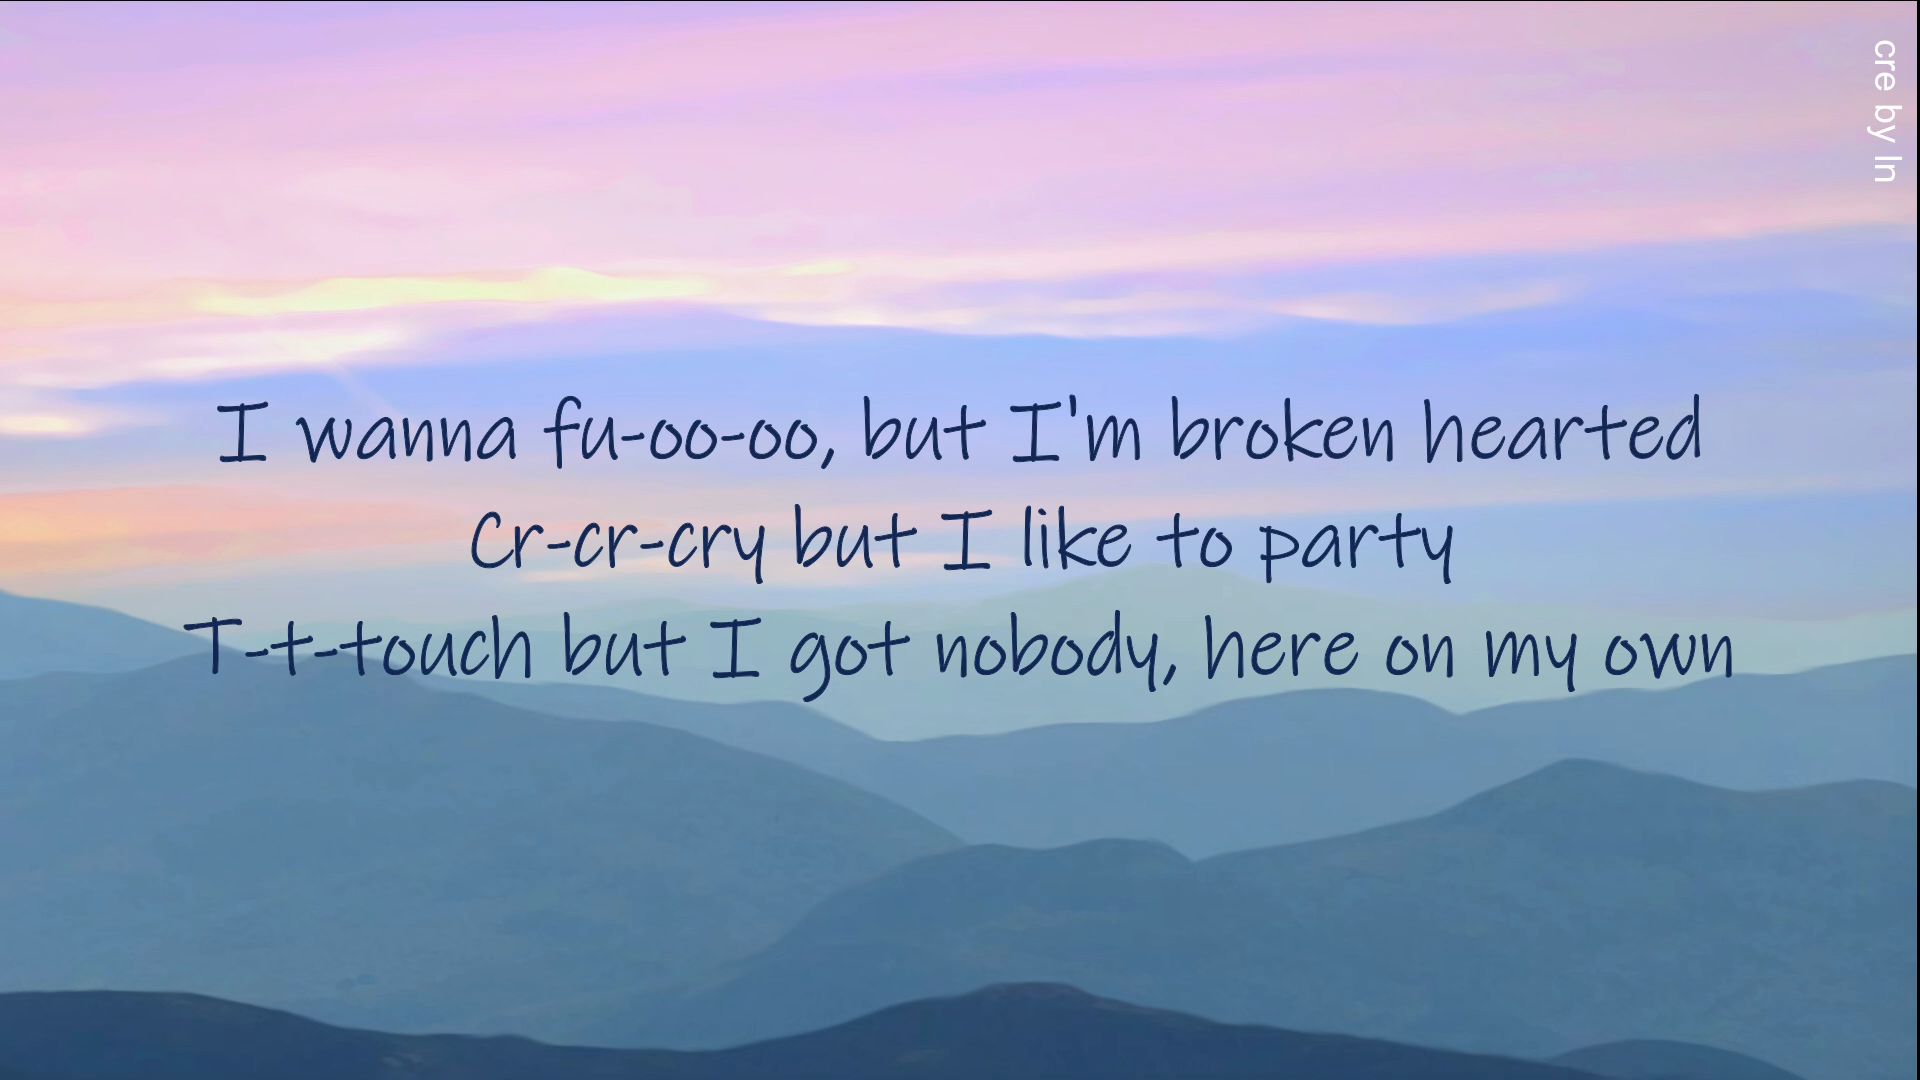 I wanna fu-oo-oo, but I'm broken hearted
Cr-cr-cry but I like to party
T-t-touch but I got nobody, here on my own
cre by ln